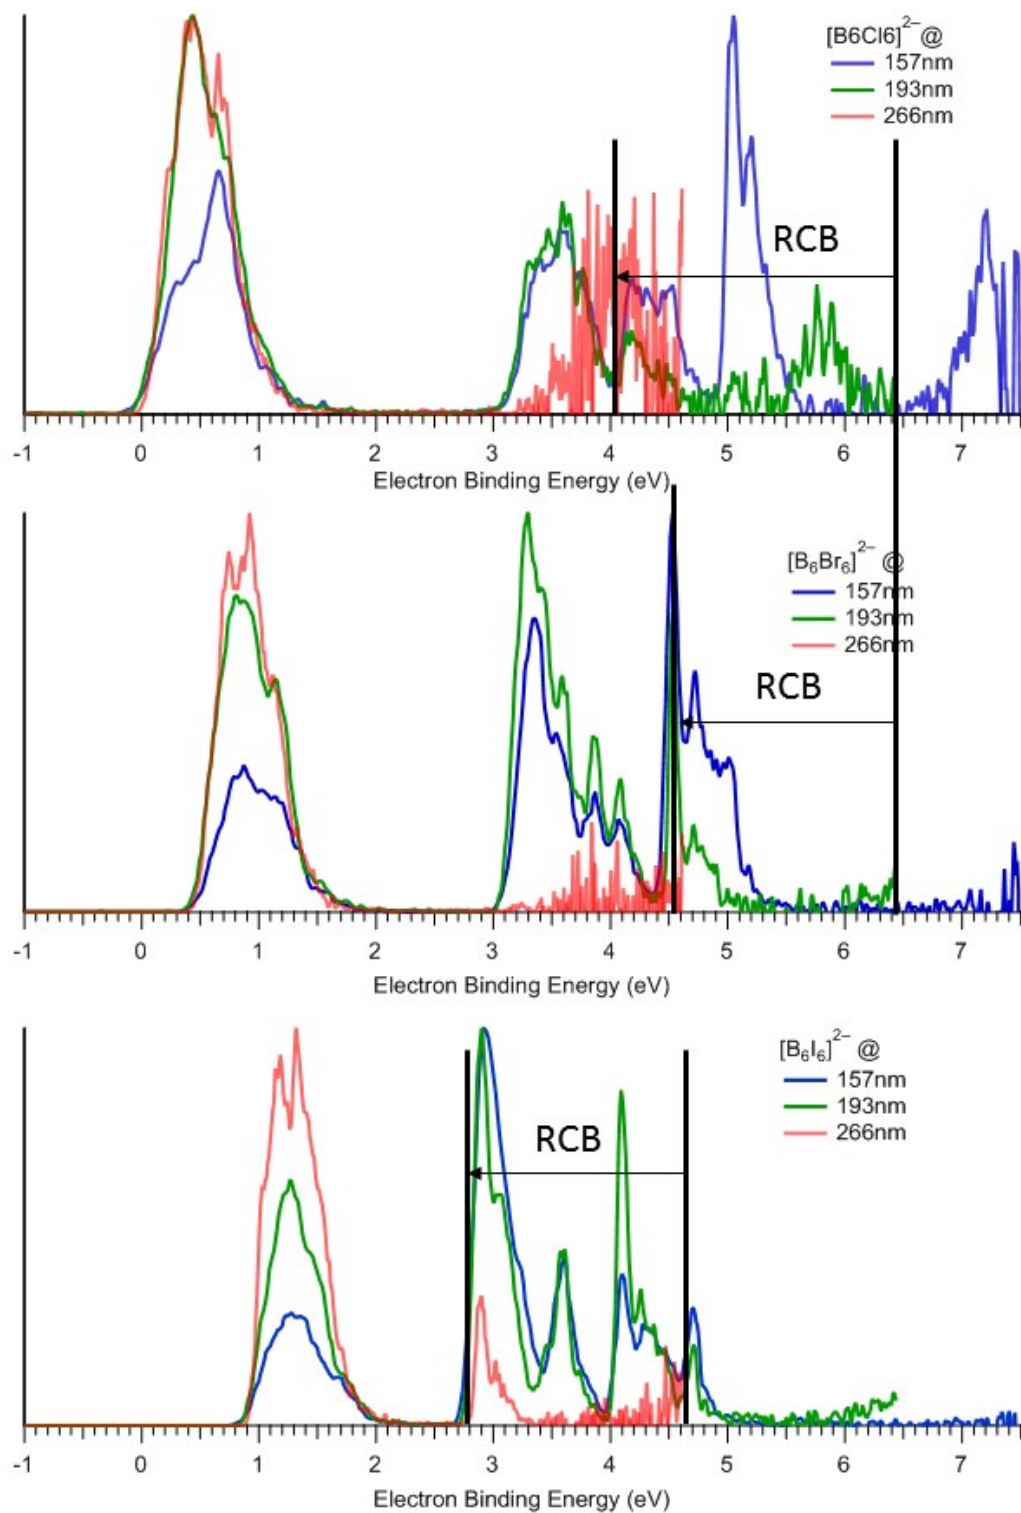 [B6Cl6]2– @
157nm
193nm
266nm
RCB
-1 0 1 2 3 4 5 6 7
Electron Binding Energy (eV)
[B₆Br₆]2– @
157nm
193nm
266nm
RCB
-1 0 1 2 3 4 5 6 7
Electron Binding Energy (eV)
[B₆I₆]2– @
157nm
193nm
266nm
RCB
-1 0 1 2 3 4 5 6 7
Electron Binding Energy (eV)